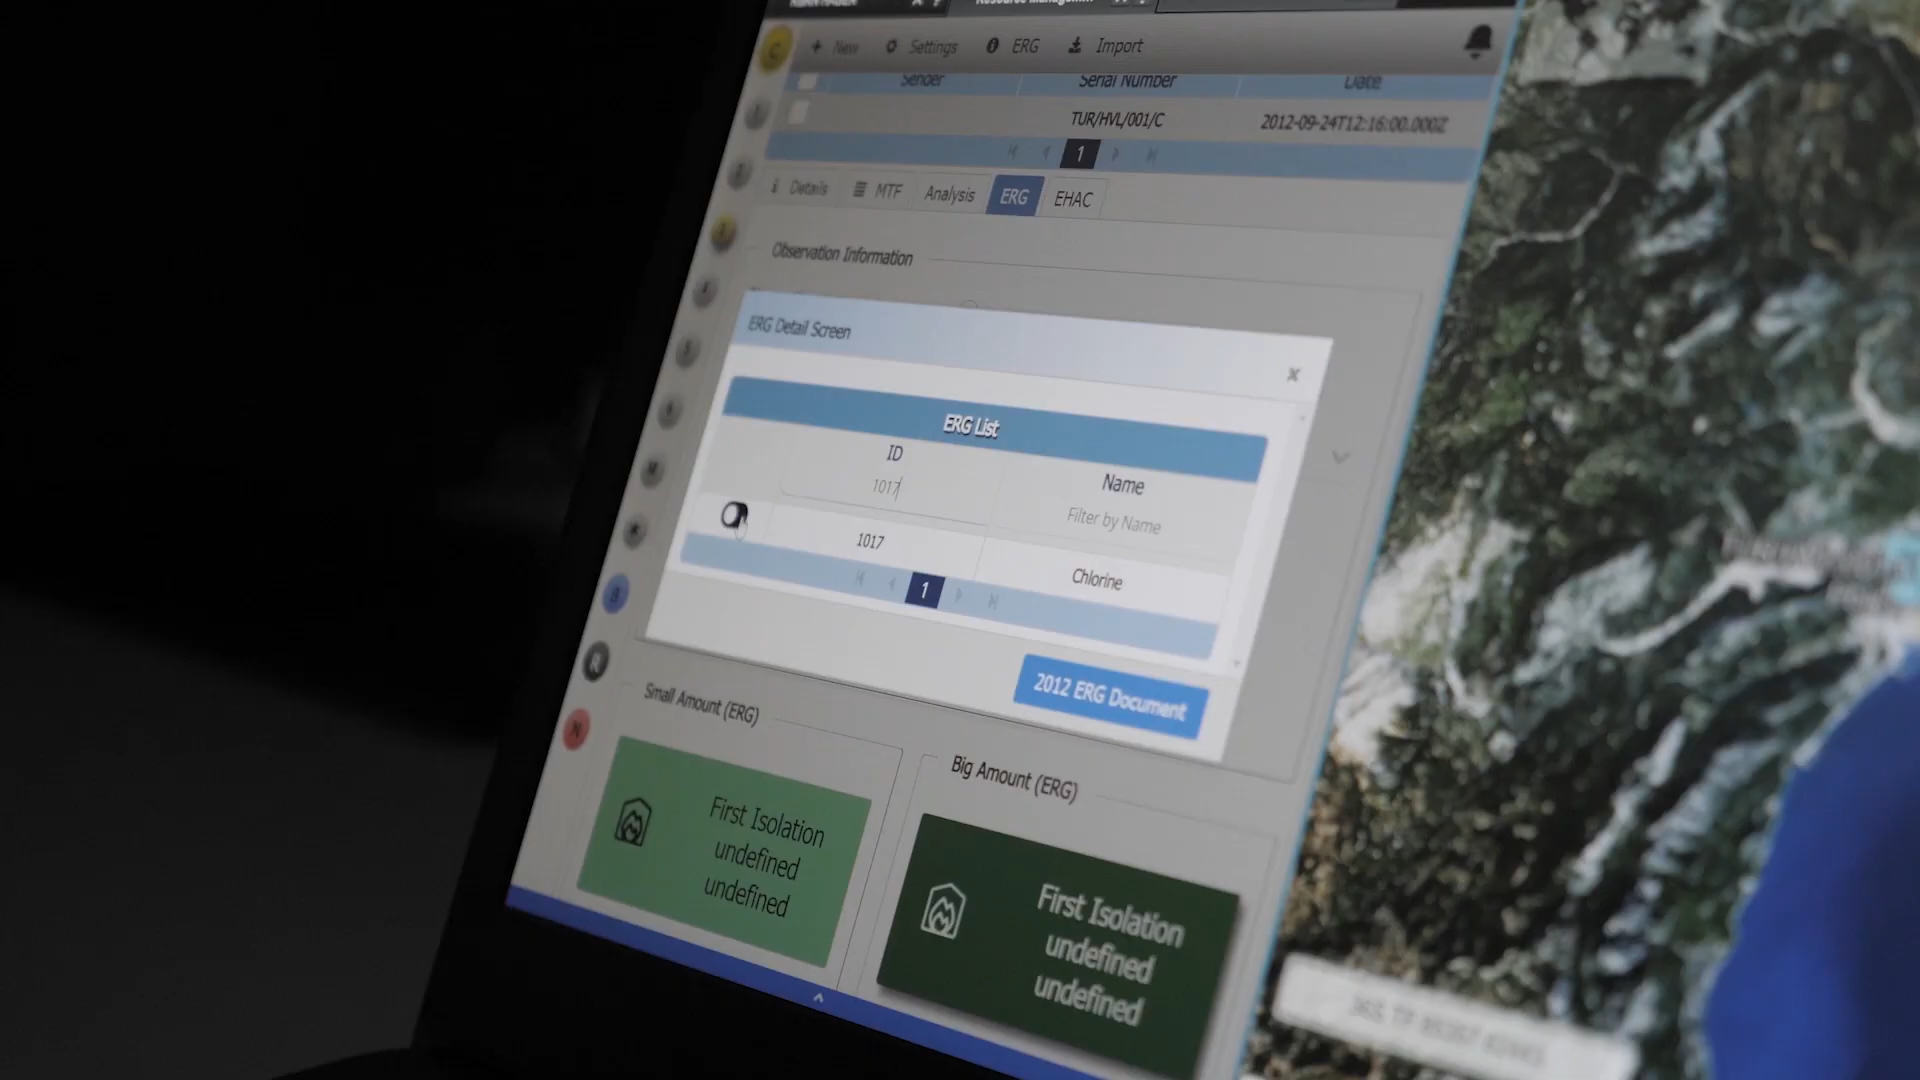 New Settings ERG Import
Sender Serial Number Date
TUR/HVL/001/C 2012-09-24T12:16:00.000Z
1
Details MTF Analysis ERG EHAC
Observation Information
ERG Detail Screen
ERG List
ID Name
1017 Filter by Name
1017 Chlorine
1
2012 ERG Document
Small Amount (ERG)
First Isolation
undefined
undefined
Big Amount (ERG)
First Isolation
undefined
undefined
C
M
B
R
N